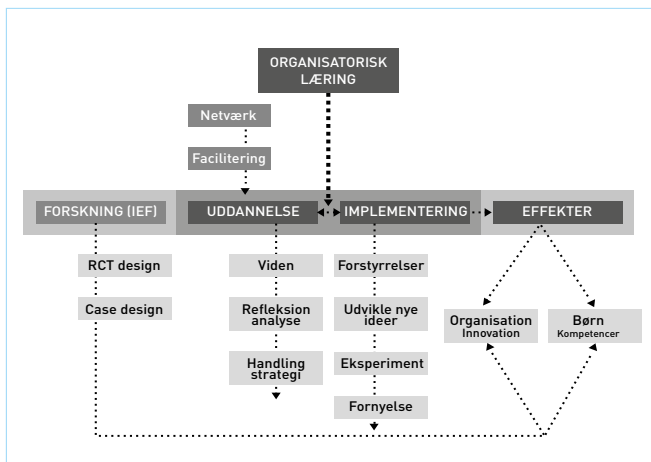 ORGANISATORISK
LÆRING
Netværk
Facilitering
FORSKNING (IEF)
UDDANNELSE
IMPLEMENTERING
EFFEKTER
RCT design
Case design
Viden
Refleksion
analyse
Handling
strategi
Forstyrrelser
Udvikle nye
ideer
Eksperiment
Fornyelse
Organisation
Innovation
Børn
Kompetencer